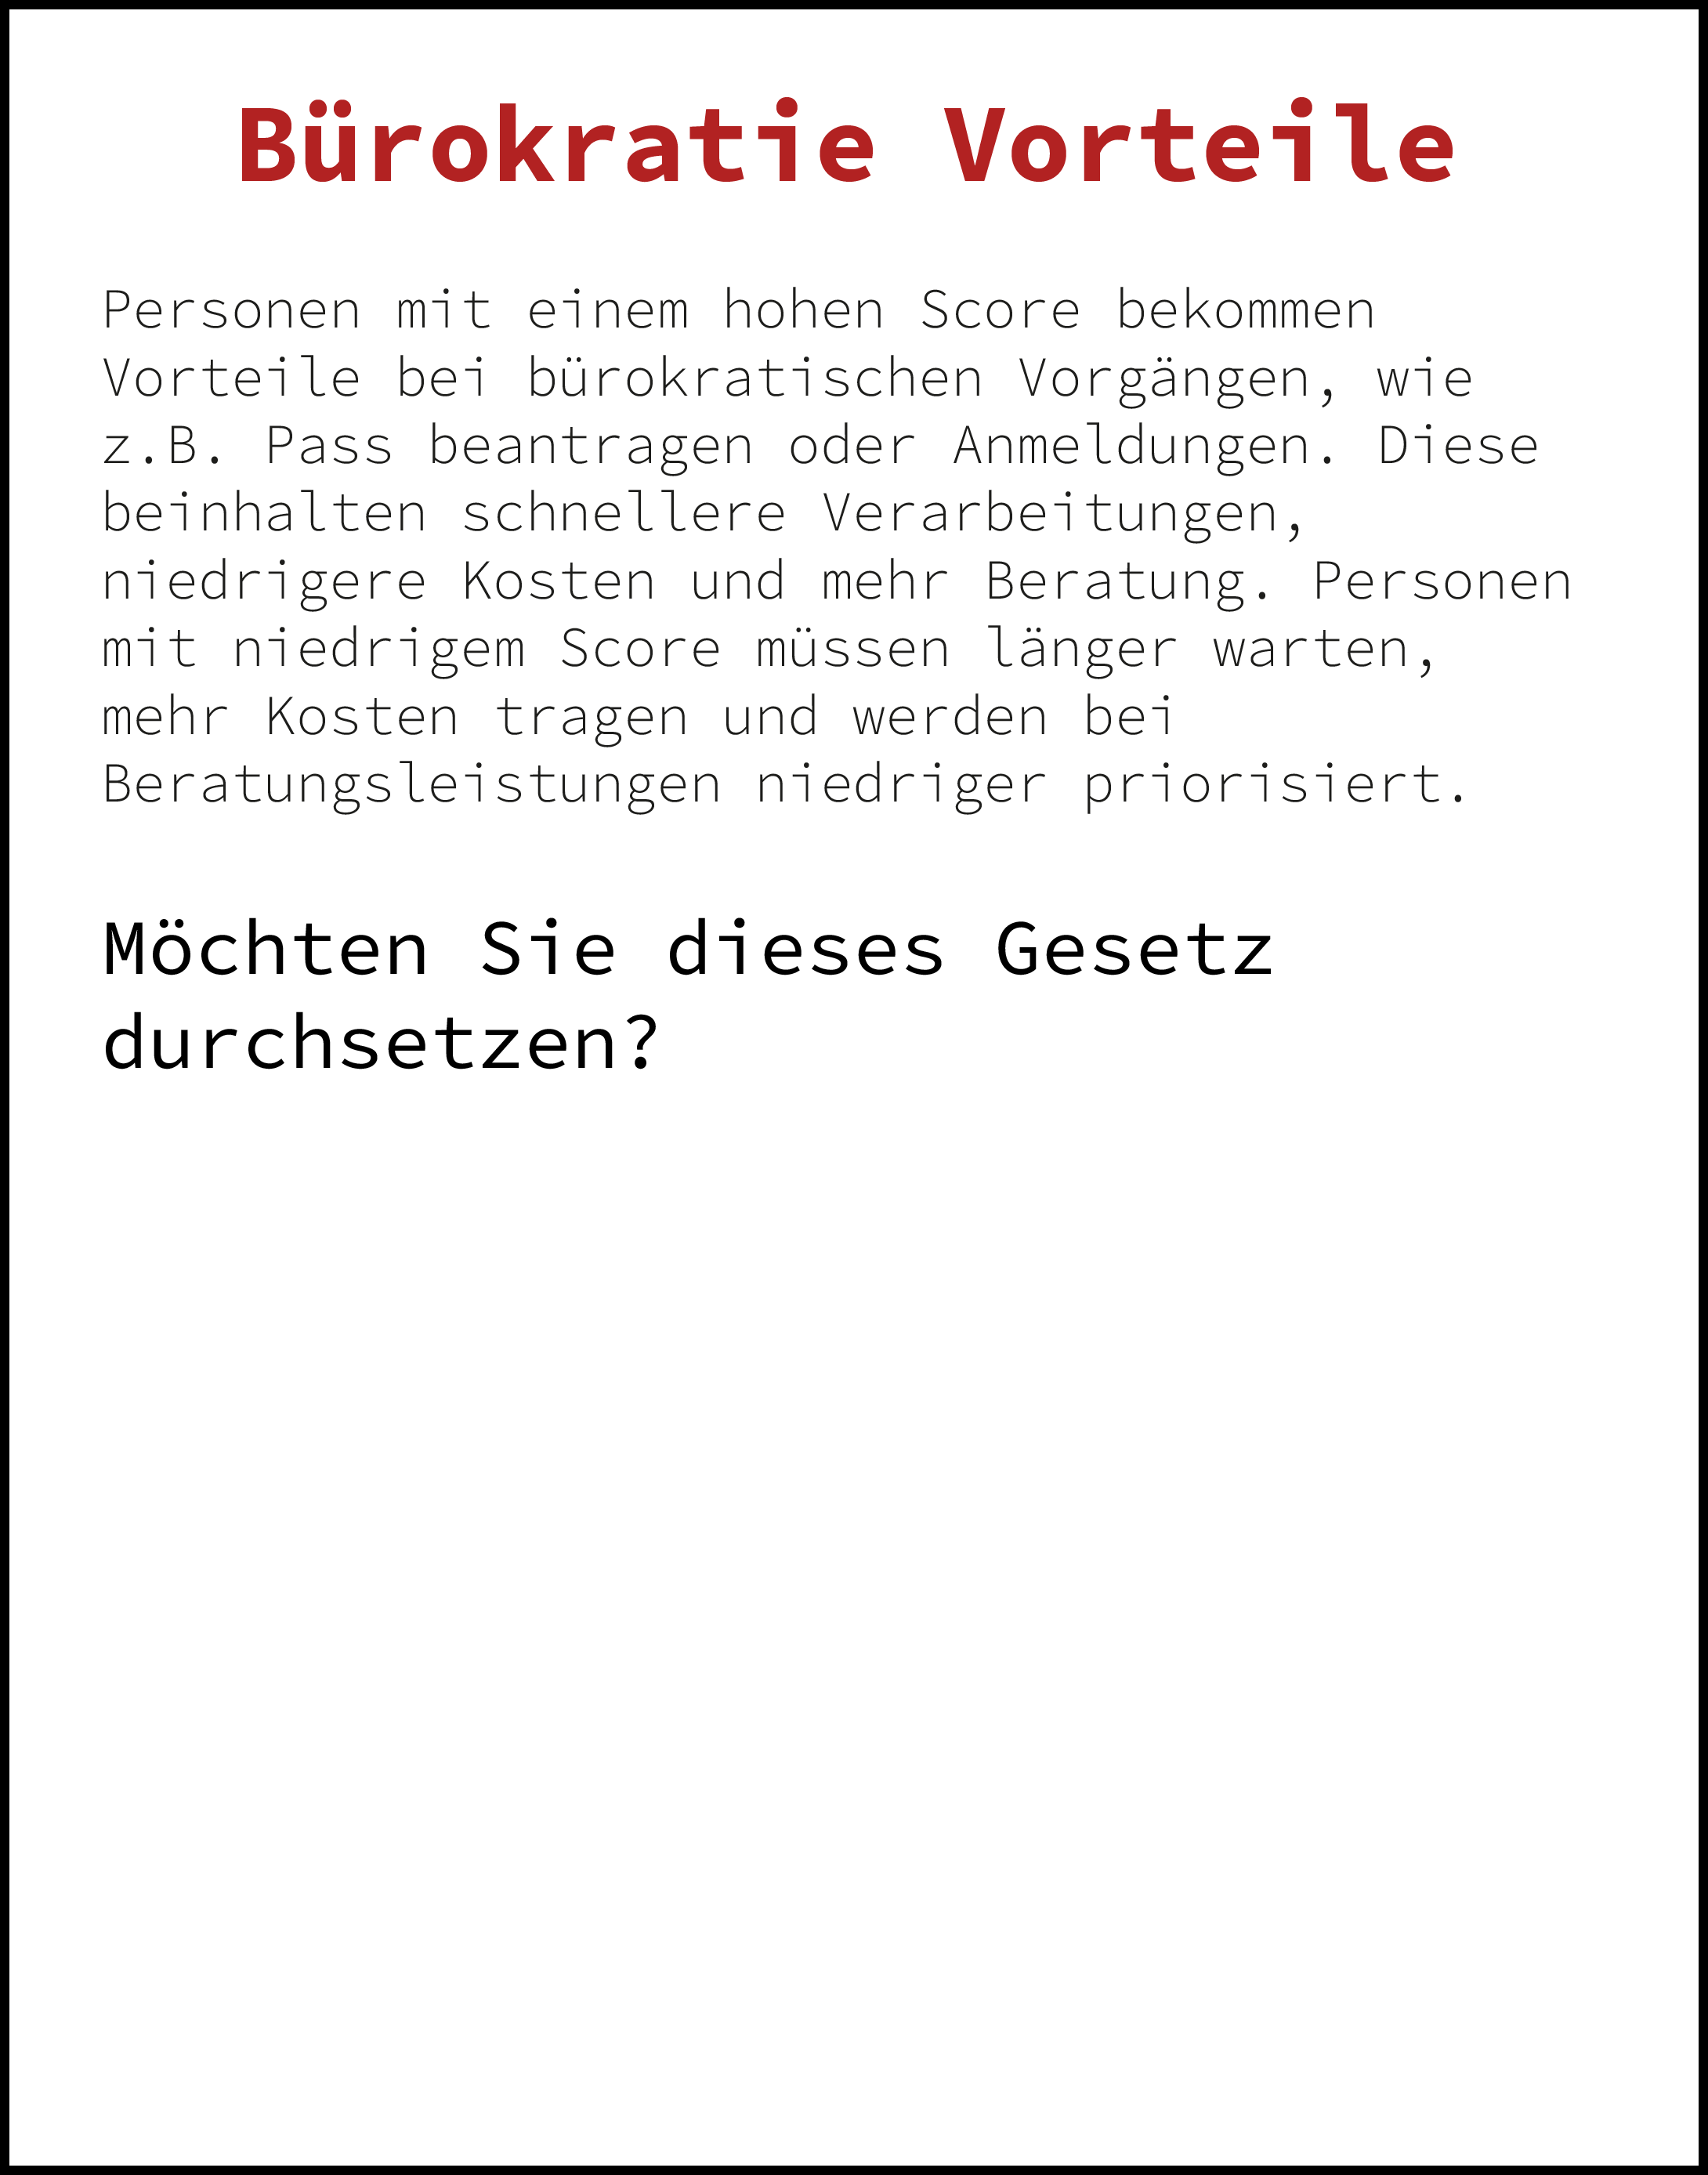 Bürokratie Vorteile
Personen mit einem hohen Score bekommen
Vorteile bei bürokratischen Vorgängen, wie
z.B. Pass beantragen oder Anmeldungen. Diese
beinhalten schnellere Verarbeitungen,
niedrigere Kosten und mehr Beratung. Personen
mit niedrigem Score müssen länger warten,
mehr Kosten tragen und werden bei
Beratungsleistungen niedriger priorisiert.
Möchten Sie dieses Gesetz
durchsetzen?